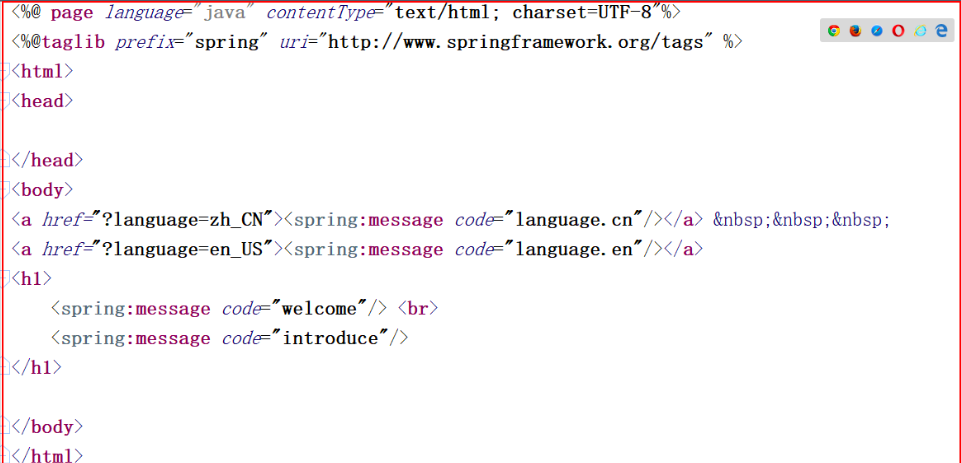 <%@ page language="java" contentType="text/html; charset=UTF-8"%>
<%@taglib prefix="spring" uri="http://www.springframework.org/tags" %>
<html>
<head>
</head>
<body>
<a href="?language=zh_CN"><spring:message code="language.cn"/></a> &nbsp;&nbsp;&nbsp;
<a href="?language=en_US"><spring:message code="language.en"/></a>
<h1>
<spring:message code="welcome"/> <br>
<spring:message code="introduce"/>
</h1>
</body>
</html>